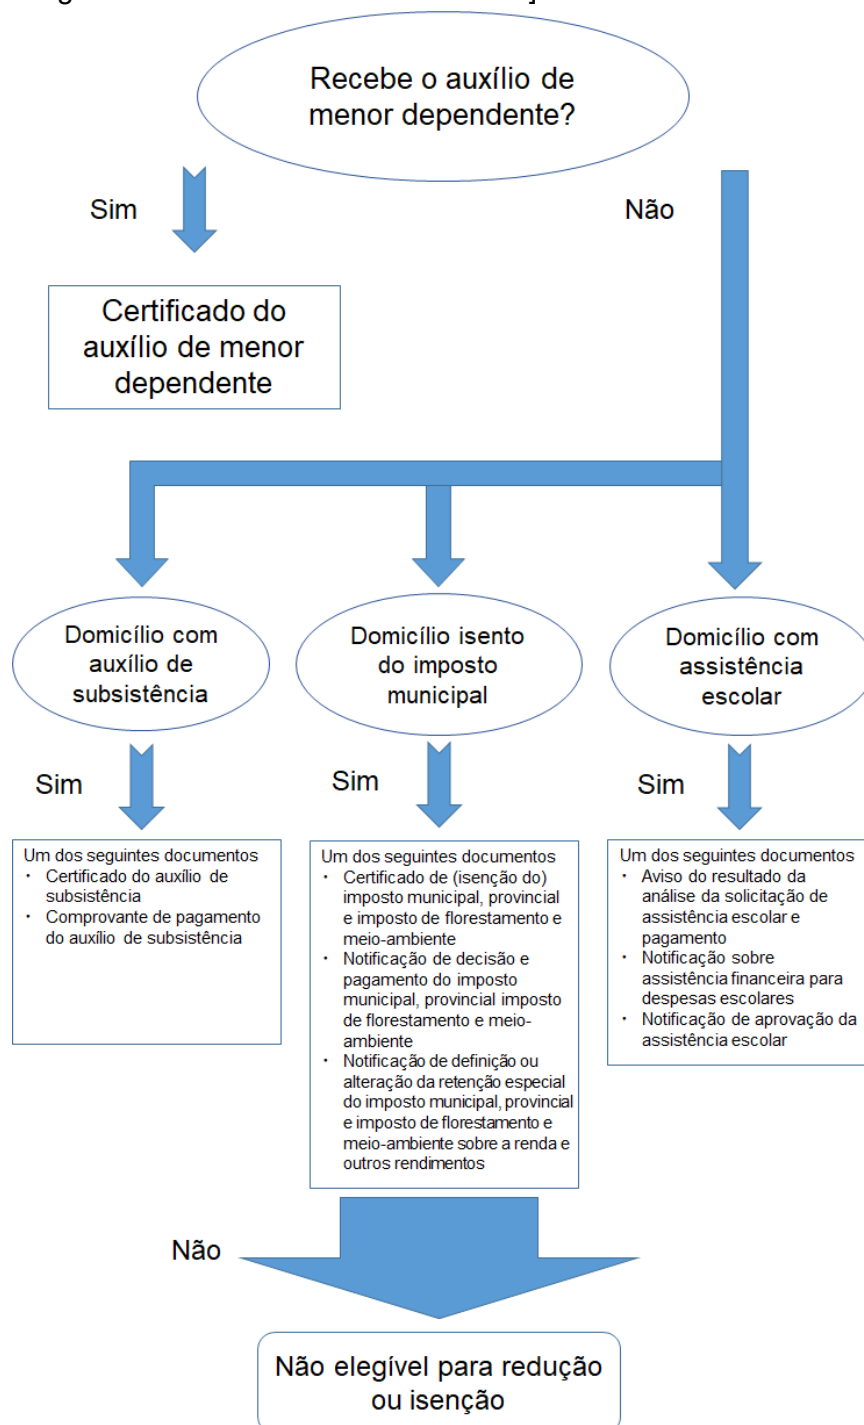 Recebe o auxílio de
menor dependente?
Sim
Não
Certificado do
auxílio de menor
dependente
Domicílio com
auxílio de
subsistência
Domicílio isento
do imposto
municipal
Domicílio com
assistência
escolar
Sim
Sim
Sim
Um dos seguintes documentos
・ Certificado do auxílio de
subsistência
・ Comprovante de pagamento
do auxílio de subsistência
Um dos seguintes documentos
・ Certificado de (isenção do)
imposto municipal, provincial
e imposto de florestamento e
meio-ambiente
・ Notificação de decisão e
pagamento do imposto
municipal, provincial imposto
de florestamento e meio-
ambiente
・ Notificação de definição ou
alteração da retenção especial
do imposto municipal, provincial
e imposto de florestamento e
meio-ambiente sobre a renda e
outros rendimentos
Um dos seguintes documentos
・ Aviso do resultado da
análise da solicitação de
assistência escolar e
pagamento
・ Notificação sobre
assistência financeira para
despesas escolares
・ Notificação de aprovação da
assistência escolar
Não
Não elegível para redução
ou isenção